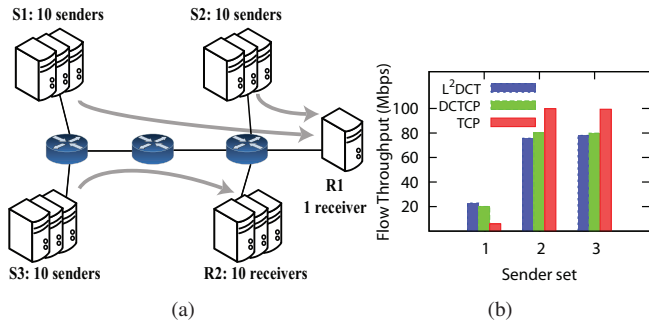 S1: 10 senders
S2: 10 senders
R1
1 receiver
S3: 10 senders
R2: 10 receivers
(a)
Flow Throughput (Mbps)
L²DCT
DCTCP
TCP
100
80
60
40
20
1 2 3
Sender set
(b)